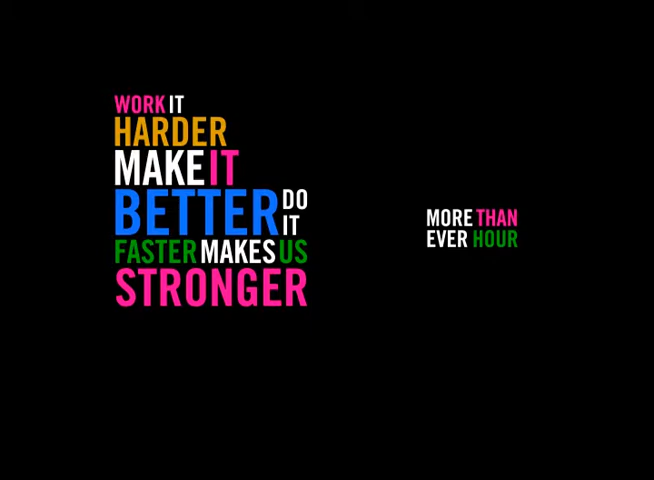 WORK IT
HARDER
MAKE IT
BETTER DO IT
FASTER MAKES US
STRONGER
MORE THAN
EVER HOUR